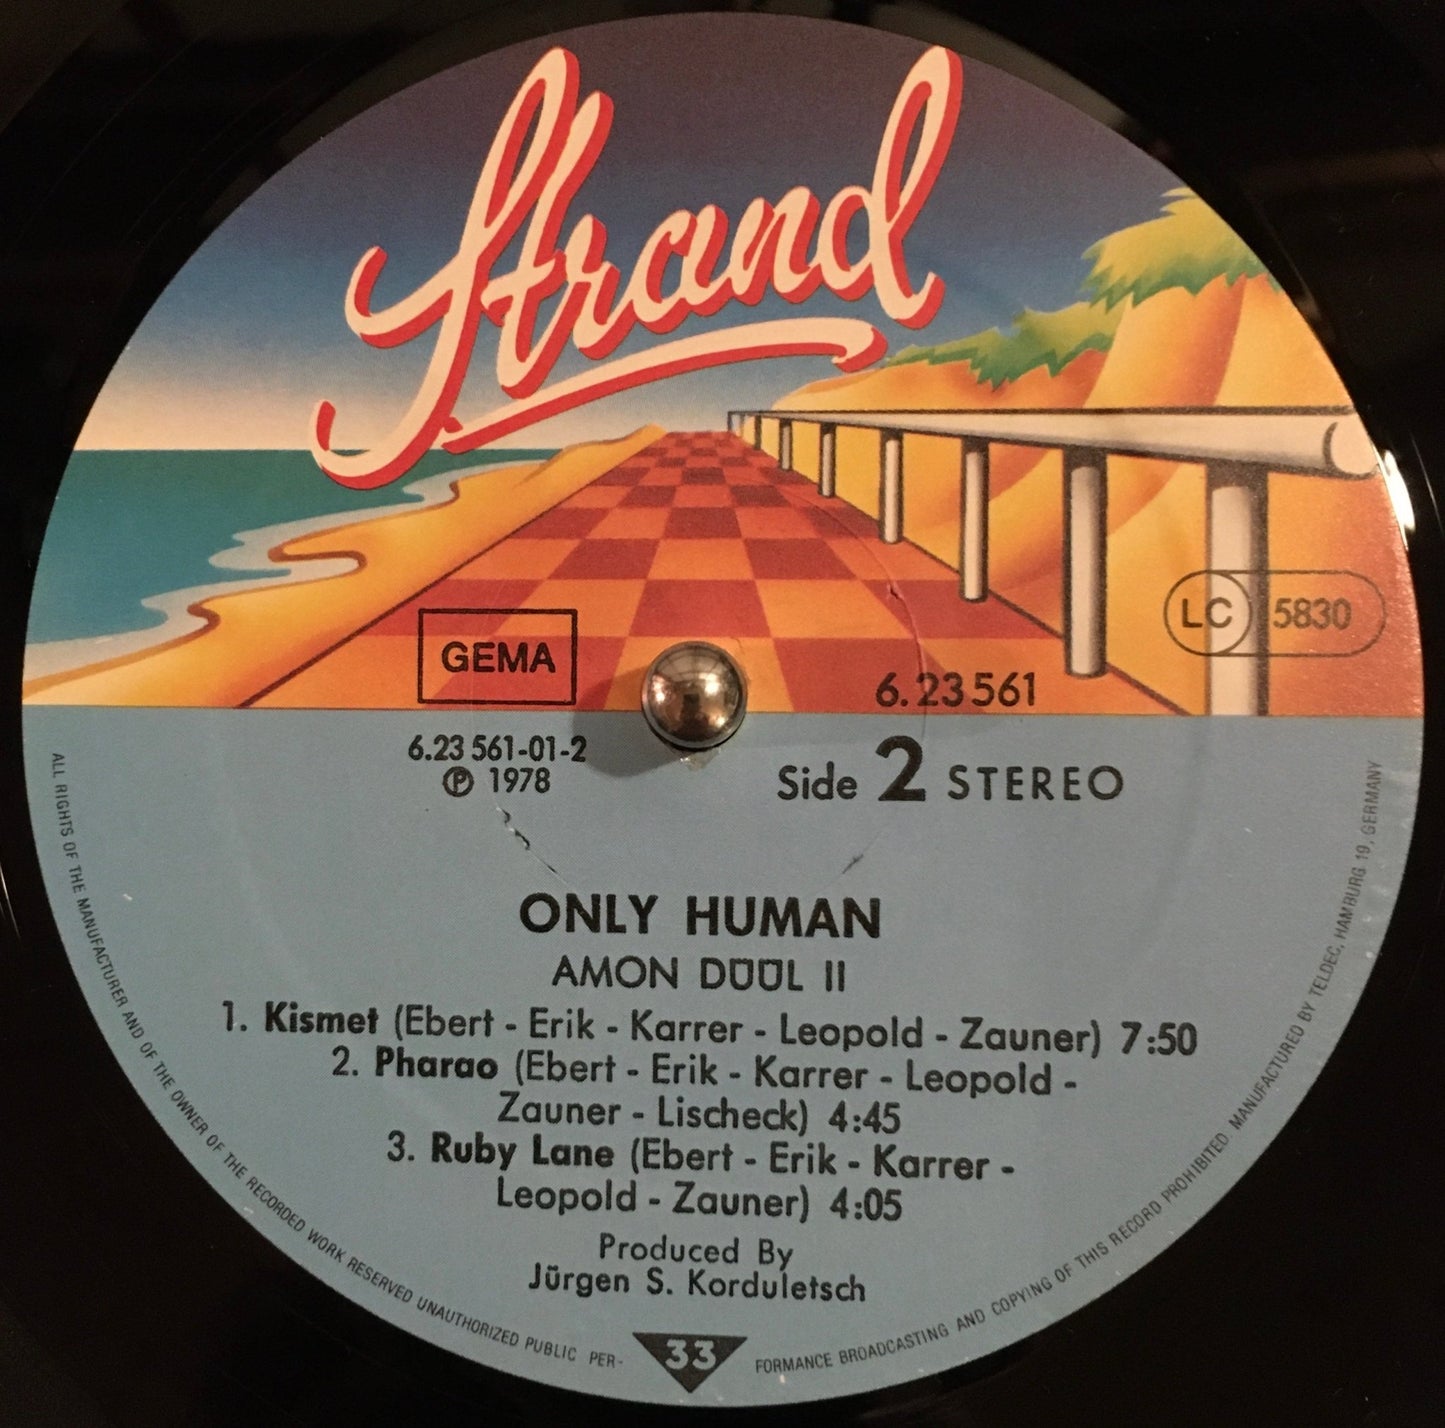 Strand
LC 5830
GEMA
6.23561
6.23 561-01-2
℗ 1978
Side 2 STEREO
ONLY HUMAN
AMON DÜÜL II
1. Kismet (Ebert - Erik - Karrer - Leopold - Zauner) 7:50
2. Pharao (Ebert - Erik - Karrer - Leopold -
Zauner - Lischeck) 4:45
3. Ruby Lane (Ebert - Erik - Karrer -
Leopold - Zauner) 4:05
Produced By
Jürgen S. Korduletsch
33
ALL RIGHTS OF THE MANUFACTURER AND OF THE OWNER OF THE RECORDED WORK RESERVED UNAUTHORIZED PUBLIC PER-
FORMANCE BROADCASTING AND COPYING OF THIS RECORD PROHIBITED. MANUFACTURED BY TELDEC, HAMBURG 19, GERMANY